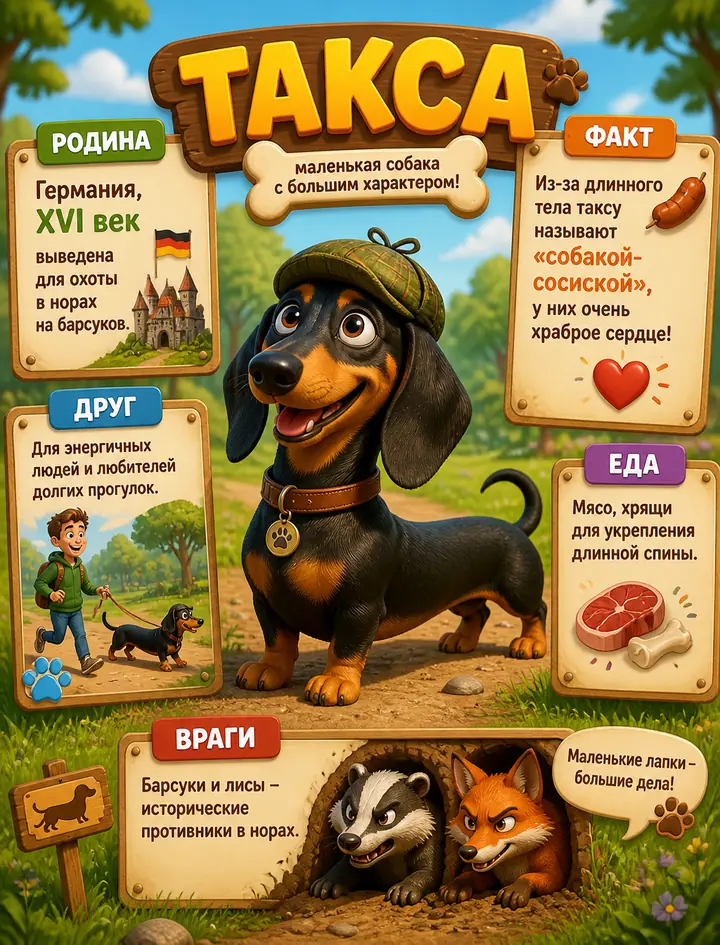 ТАКСА
маленькая собака
с большим характером!
РОДИНА
Германия,
XVI век
выведена
для охоты
в норах
на барсуков.
ФАКТ
Из-за длинного
тела таксу
называют
«собакой-
сосиской»,
у них очень
храброе сердце!
ДРУГ
Для энергичных
людей и любителей
долгих прогулок.
ЕДА
Мясо, хрящи
для укрепления
длинной спины.
ВРАГИ
Барсуки и лисы –
исторические
противники в норах.
Маленькие лапки –
большие дела!